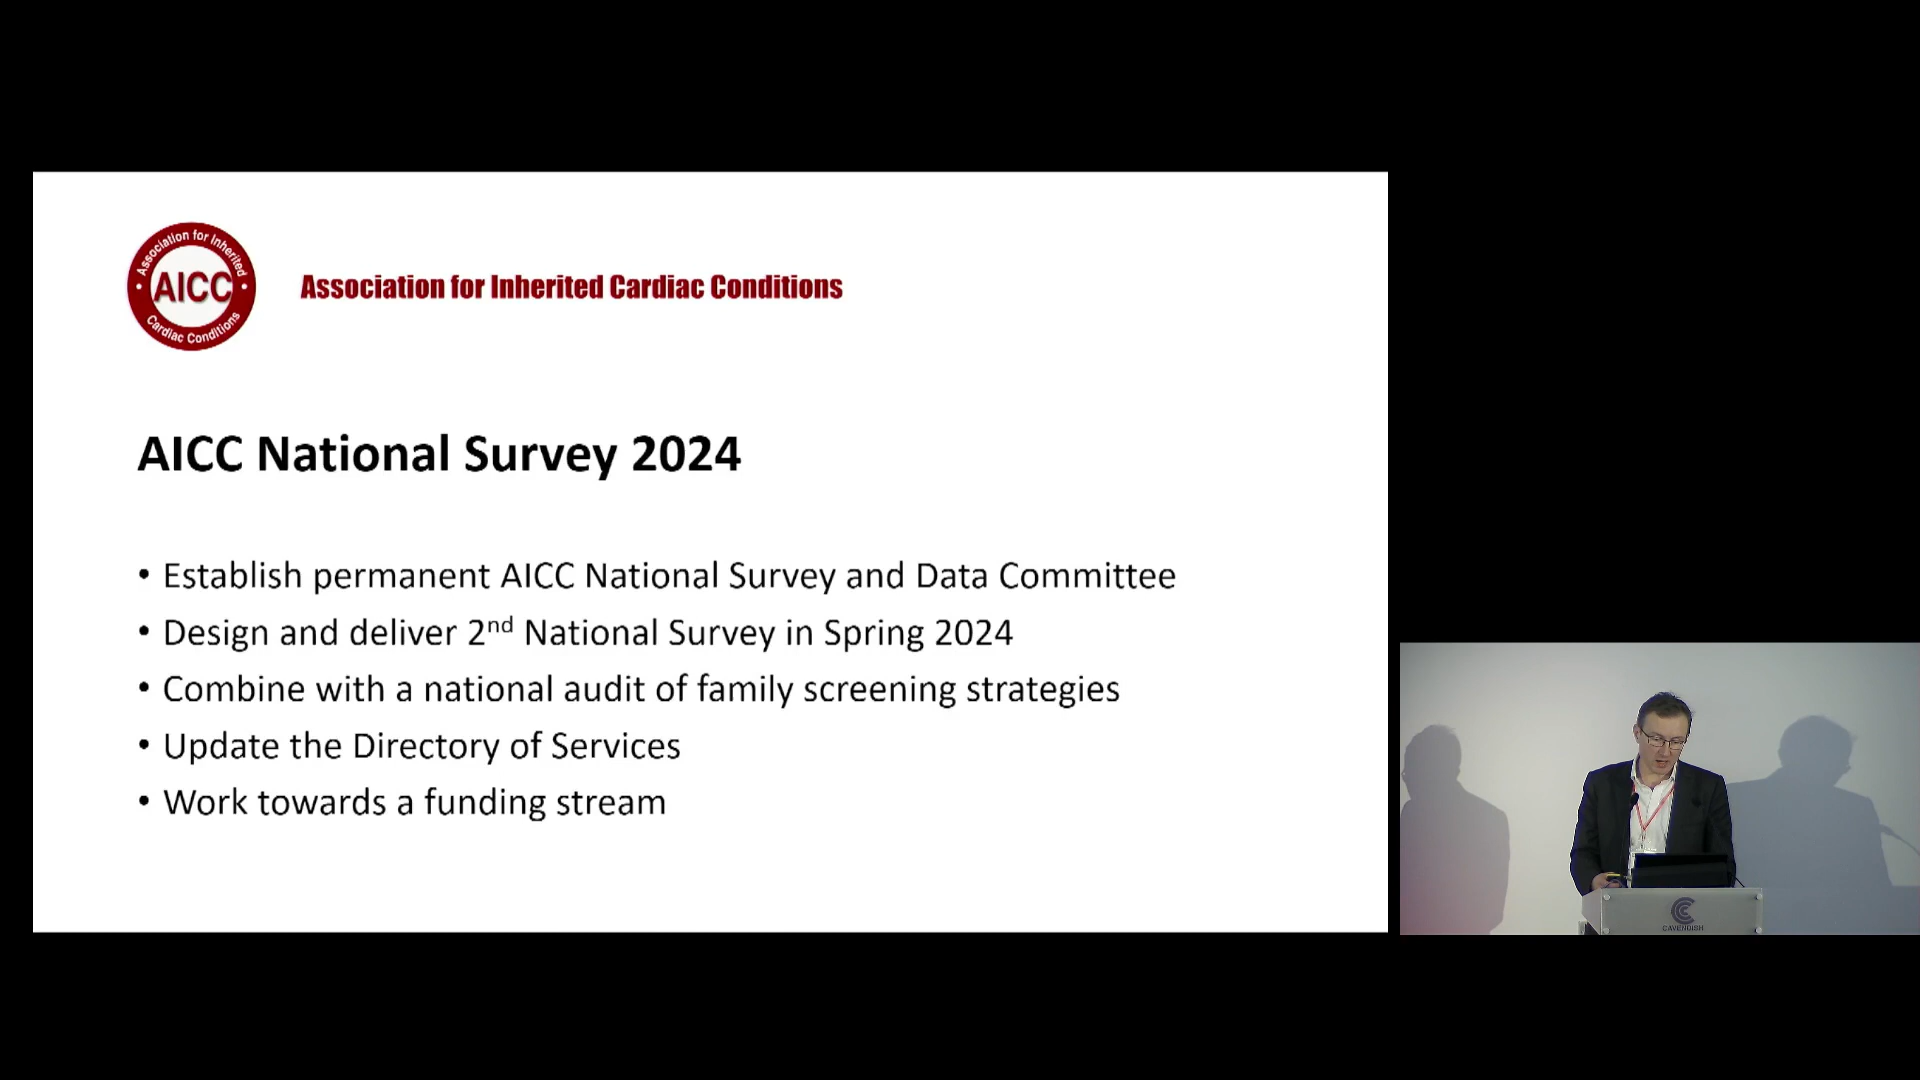 Association for Inherited
AICC
Cardiac Conditions
Association for Inherited Cardiac Conditions
AICC National Survey 2024
• Establish permanent AICC National Survey and Data Committee
• Design and deliver 2nd National Survey in Spring 2024
• Combine with a national audit of family screening strategies
• Update the Directory of Services
• Work towards a funding stream
CAVENDISH